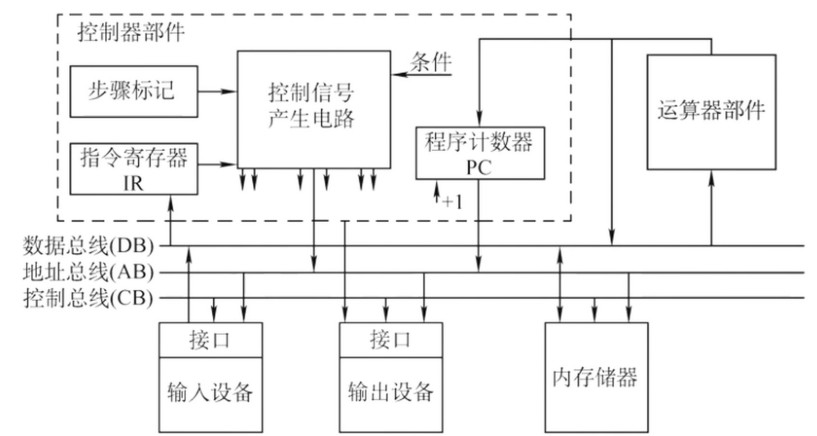 控制器部件
步骤标记
控制信号
产生电路
条件
运算器部件
指令寄存器
IR
程序计数器
PC
+1
数据总线(DB)
地址总线(AB)
控制总线(CB)
接口
接口
输入设备
输出设备
内存储器